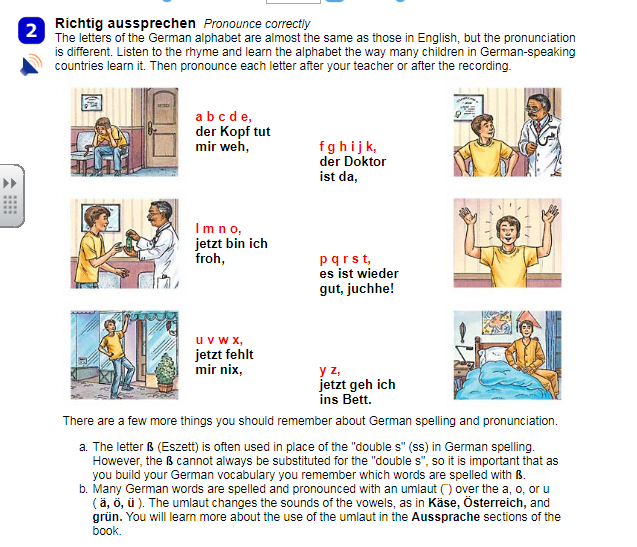 2
Richtig aussprechen Pronounce correctly
The letters of the German alphabet are almost the same as those in English, but the pronunciation
is different. Listen to the rhyme and learn the alphabet the way many children in German-speaking
countries learn it. Then pronounce each letter after your teacher or after the recording.
a b c d e,
der Kopf tut
mir weh,
f g h i j k,
der Doktor
ist da,
l m n o,
jetzt bin ich
froh,
p q r s t,
es ist wieder
gut, juchhe!
u v w x,
jetzt fehlt
mir nix,
y z,
jetzt geh ich
ins Bett.
There are a few more things you should remember about German spelling and pronunciation.
a. The letter ß (Eszett) is often used in place of the "double s" (ss) in German spelling.
However, the ß cannot always be substituted for the "double s", so it is important that as
you build your German vocabulary you remember which words are spelled with ß.
b. Many German words are spelled and pronounced with an umlaut (¨) over the a, o, or u
( ä, ö, ü ). The umlaut changes the sounds of the vowels, as in Käse, Österreich, and
grün. You will learn more about the use of the umlaut in the Aussprache sections of the
book.